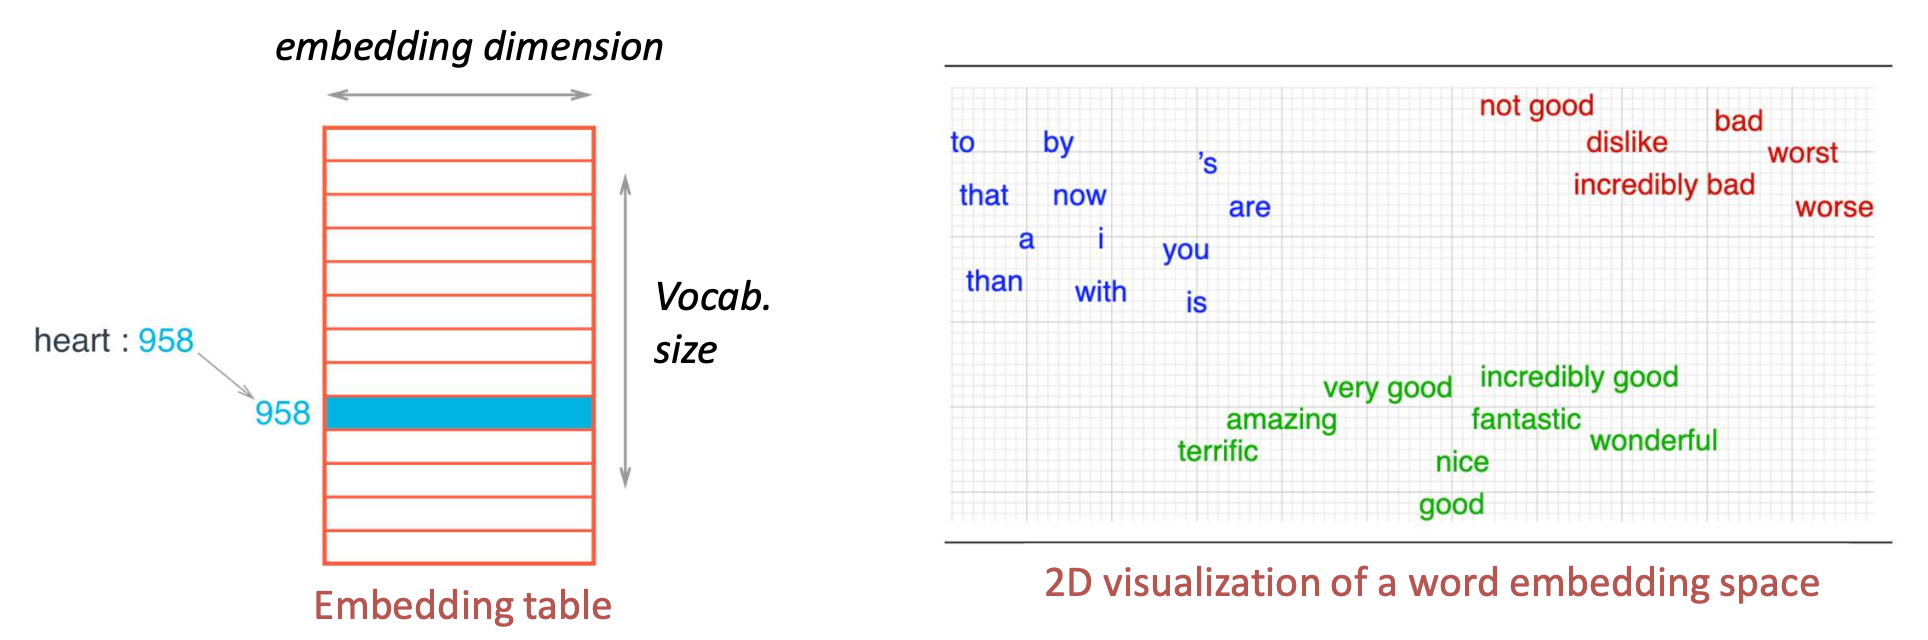 embedding dimension
heart : 958
958
Vocab.
size
Embedding table
not good
bad
to by
dislike
's
worst
that now
incredibly bad
are
worse
a i
you
than with
is
very good incredibly good
amazing fantastic
terrific wonderful
nice
good
2D visualization of a word embedding space